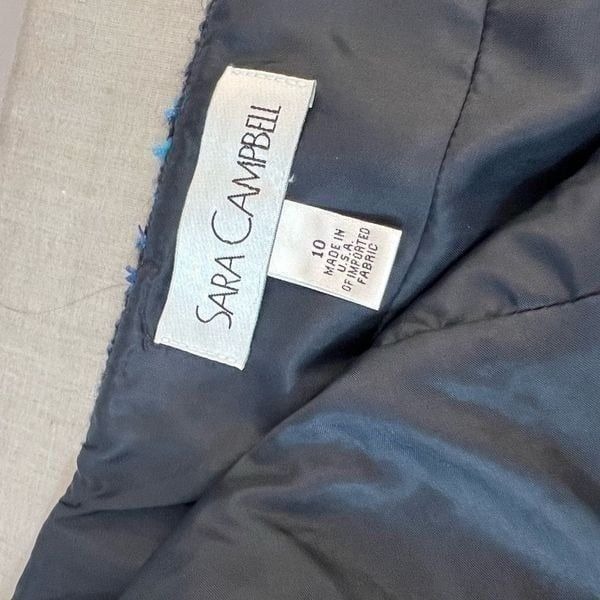 SARA CAMPBELL
10
MADE IN
U.S.A.
OF IMPORTED
FABRIC